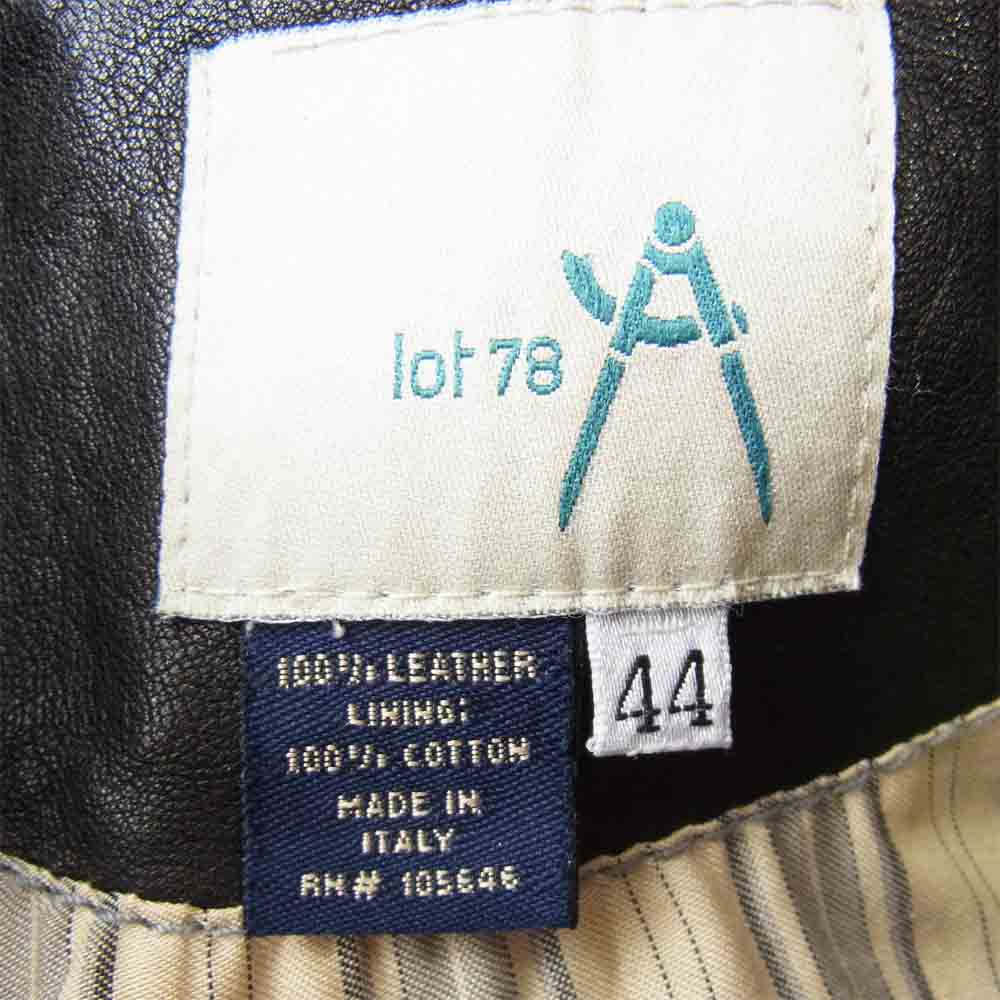 lot 78
100% LEATHER
LINING:
100% COTTON
MADE IN
ITALY
RN# 105646
44